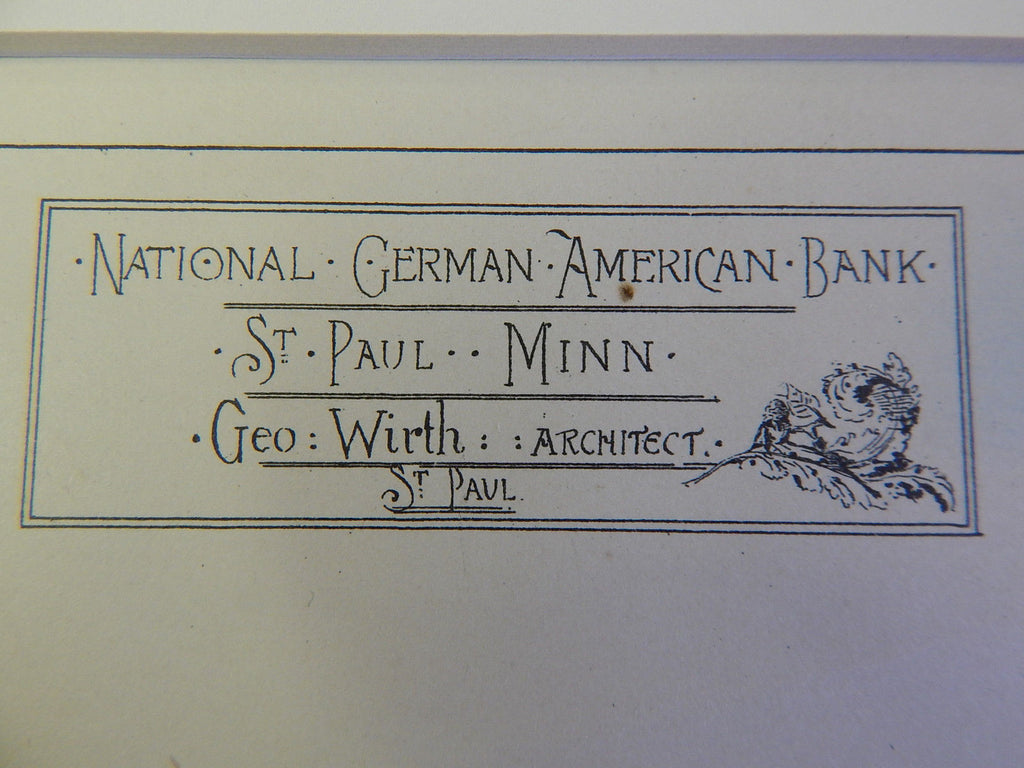 · NATIONAL · GERMAN · AMERICAN · BANK ·
· ST · PAUL · · MINN ·
· Geo : Wirth : : ARCHITECT . ·
ST PAUL.